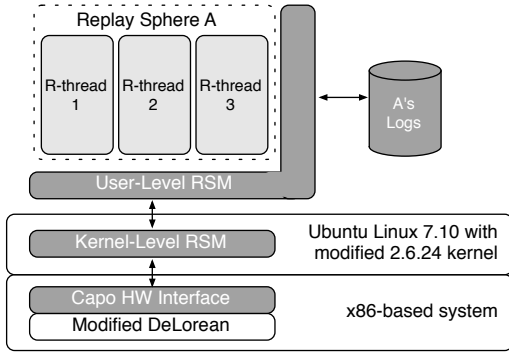 Replay Sphere A
R-thread
1
R-thread
2
R-thread
3
A's
Logs
User-Level RSM
Kernel-Level RSM
Ubuntu Linux 7.10 with
modified 2.6.24 kernel
Capo HW Interface
Modified DeLorean
x86-based system